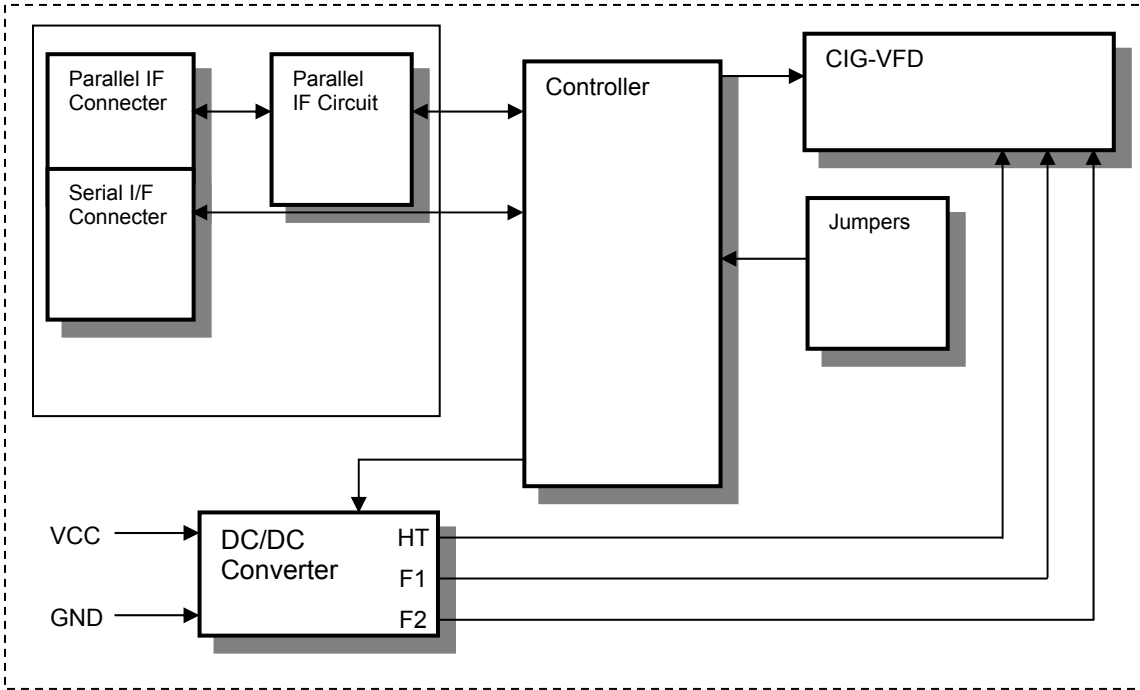 Parallel IF
Connecter
Parallel
IF Circuit
Controller
CIG-VFD
Serial I/F
Connecter
Jumpers
VCC
GND
DC/DC
Converter
HT
F1
F2